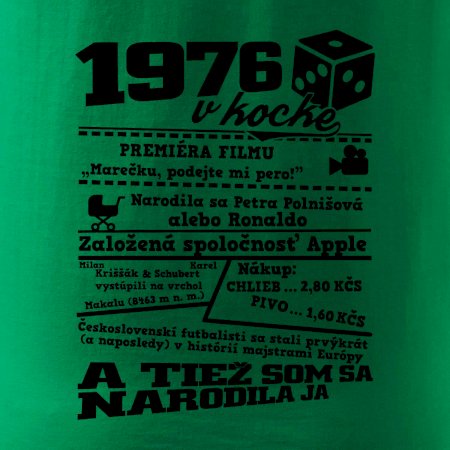 1976
v kocke
PREMIÉRA FILMU
„Marečku, podejte mi pero!”
Narodila sa Petra Polnišová
alebo Ronaldo
Založená spoločnosť Apple
Milan Karel
Kriššák & Schubert
vystúpili na vrchol
Makalu (8463 m n. m.)
Nákup:
CHLIEB ... 2,80 KČS
PIVO ... 1,60 KČS
Československí futbalisti sa stali prvýkrát
(a naposledy) v histórií majstrami Európy
A TIEŽ SOM SA
NARODILA JA